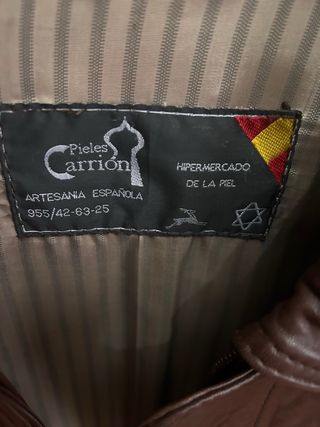 Pieles
Carrión
ARTESANIA ESPAÑOLA
955/42-63-25
HIPERMERCADO
DE LA PIEL